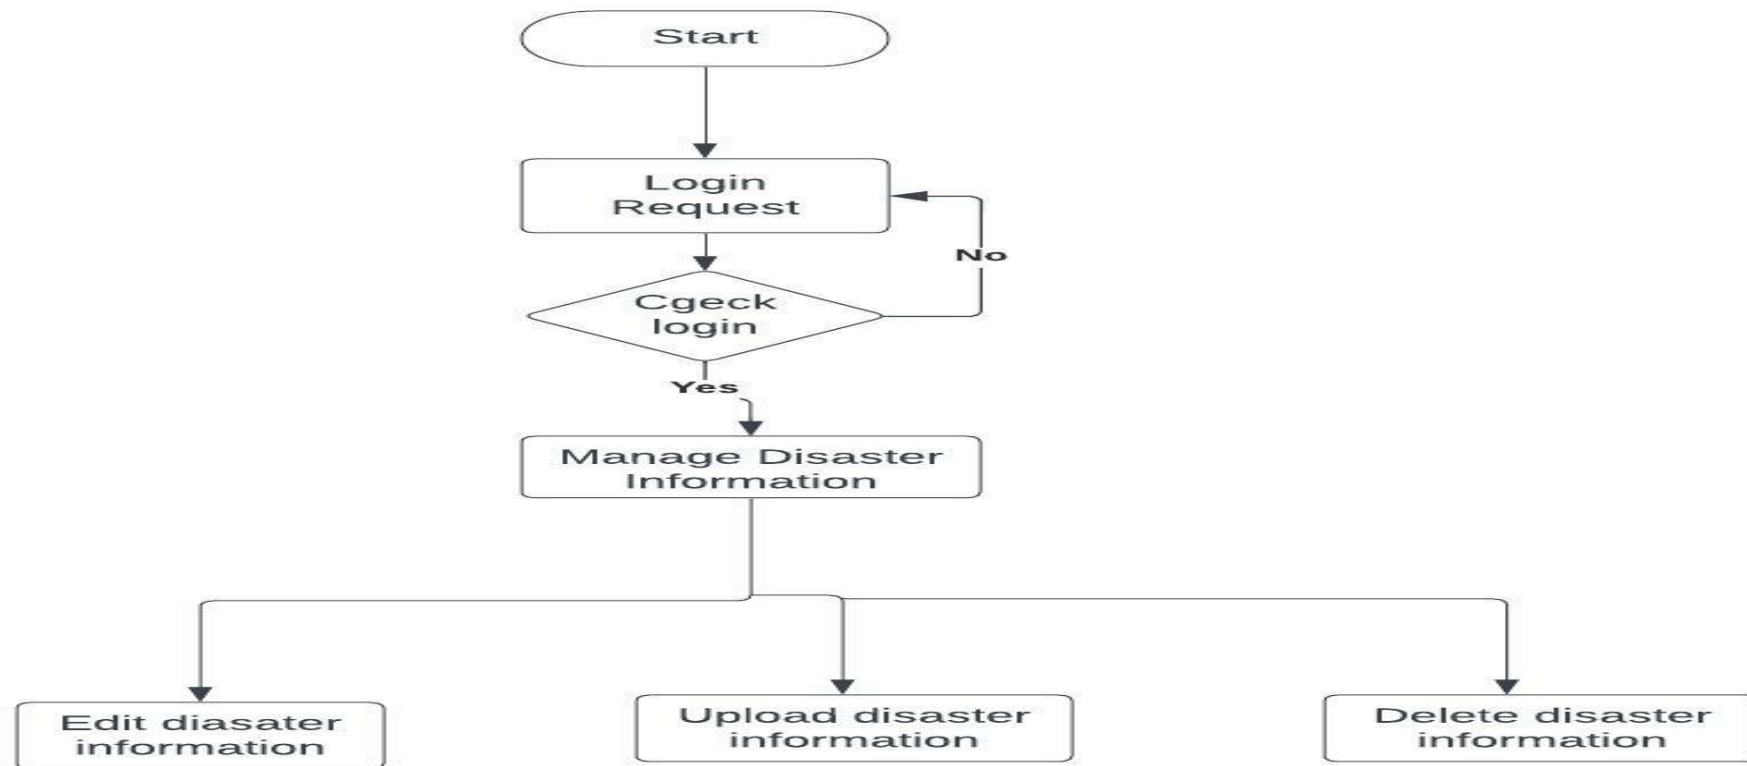 Start
Login
Request
No
Cgeck
login
Yes
Manage Disaster
Information
Edit diasater
information
Upload disaster
information
Delete disaster
information